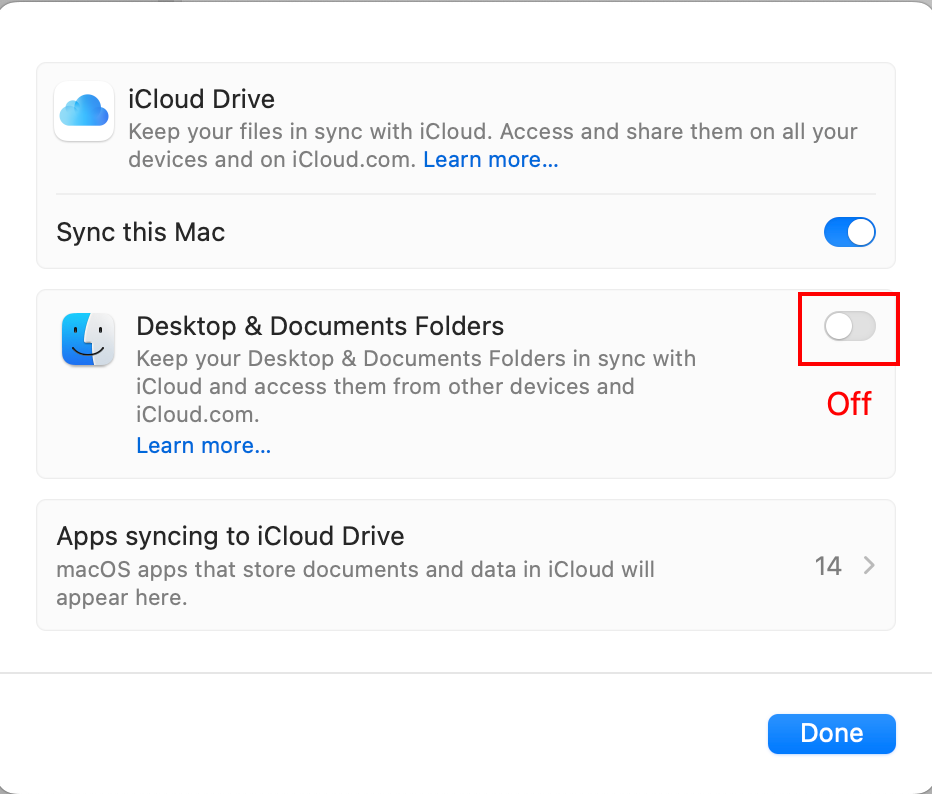 iCloud Drive
Keep your files in sync with iCloud. Access and share them on all your
devices and on iCloud.com. Learn more...
Sync this Mac
Desktop & Documents Folders
Keep your Desktop & Documents Folders in sync with
iCloud and access them from other devices and
iCloud.com.
Learn more...
Off
Apps syncing to iCloud Drive
macOS apps that store documents and data in iCloud will
appear here.
14
Done